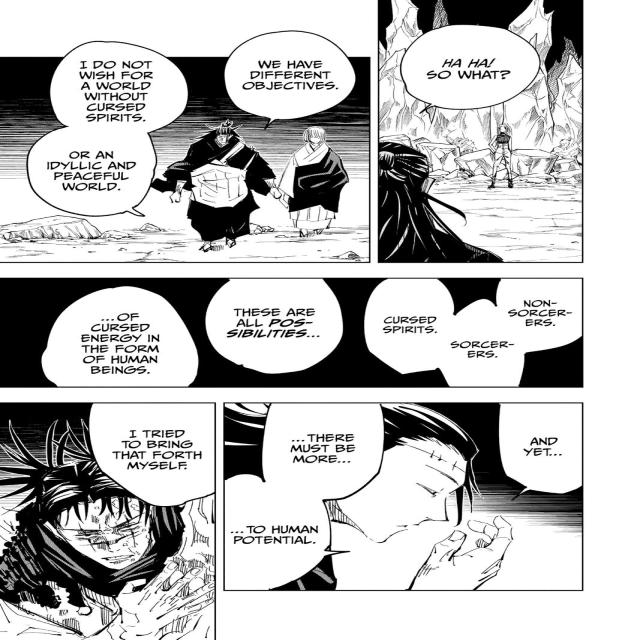 HA HA!
SO WHAT?
WE HAVE
DIFFERENT
OBJECTIVES.
I DO NOT
WISH FOR
A WORLD
WITHOUT
CURSED
SPIRITS.
OR AN
IDYLLIC AND
PEACEFUL
WORLD.
NON-
SORCER-
ERS.
SORCER-
ERS.
CURSED
SPIRITS.
THESE ARE
ALL POS-
SIBILITIES...
...OF
CURSED
ENERGY IN
THE FORM
OF HUMAN
BEINGS.
AND
YET...
...THERE
MUST BE
MORE...
...TO HUMAN
POTENTIAL.
I TRIED
TO BRING
THAT FORTH
MYSELF.